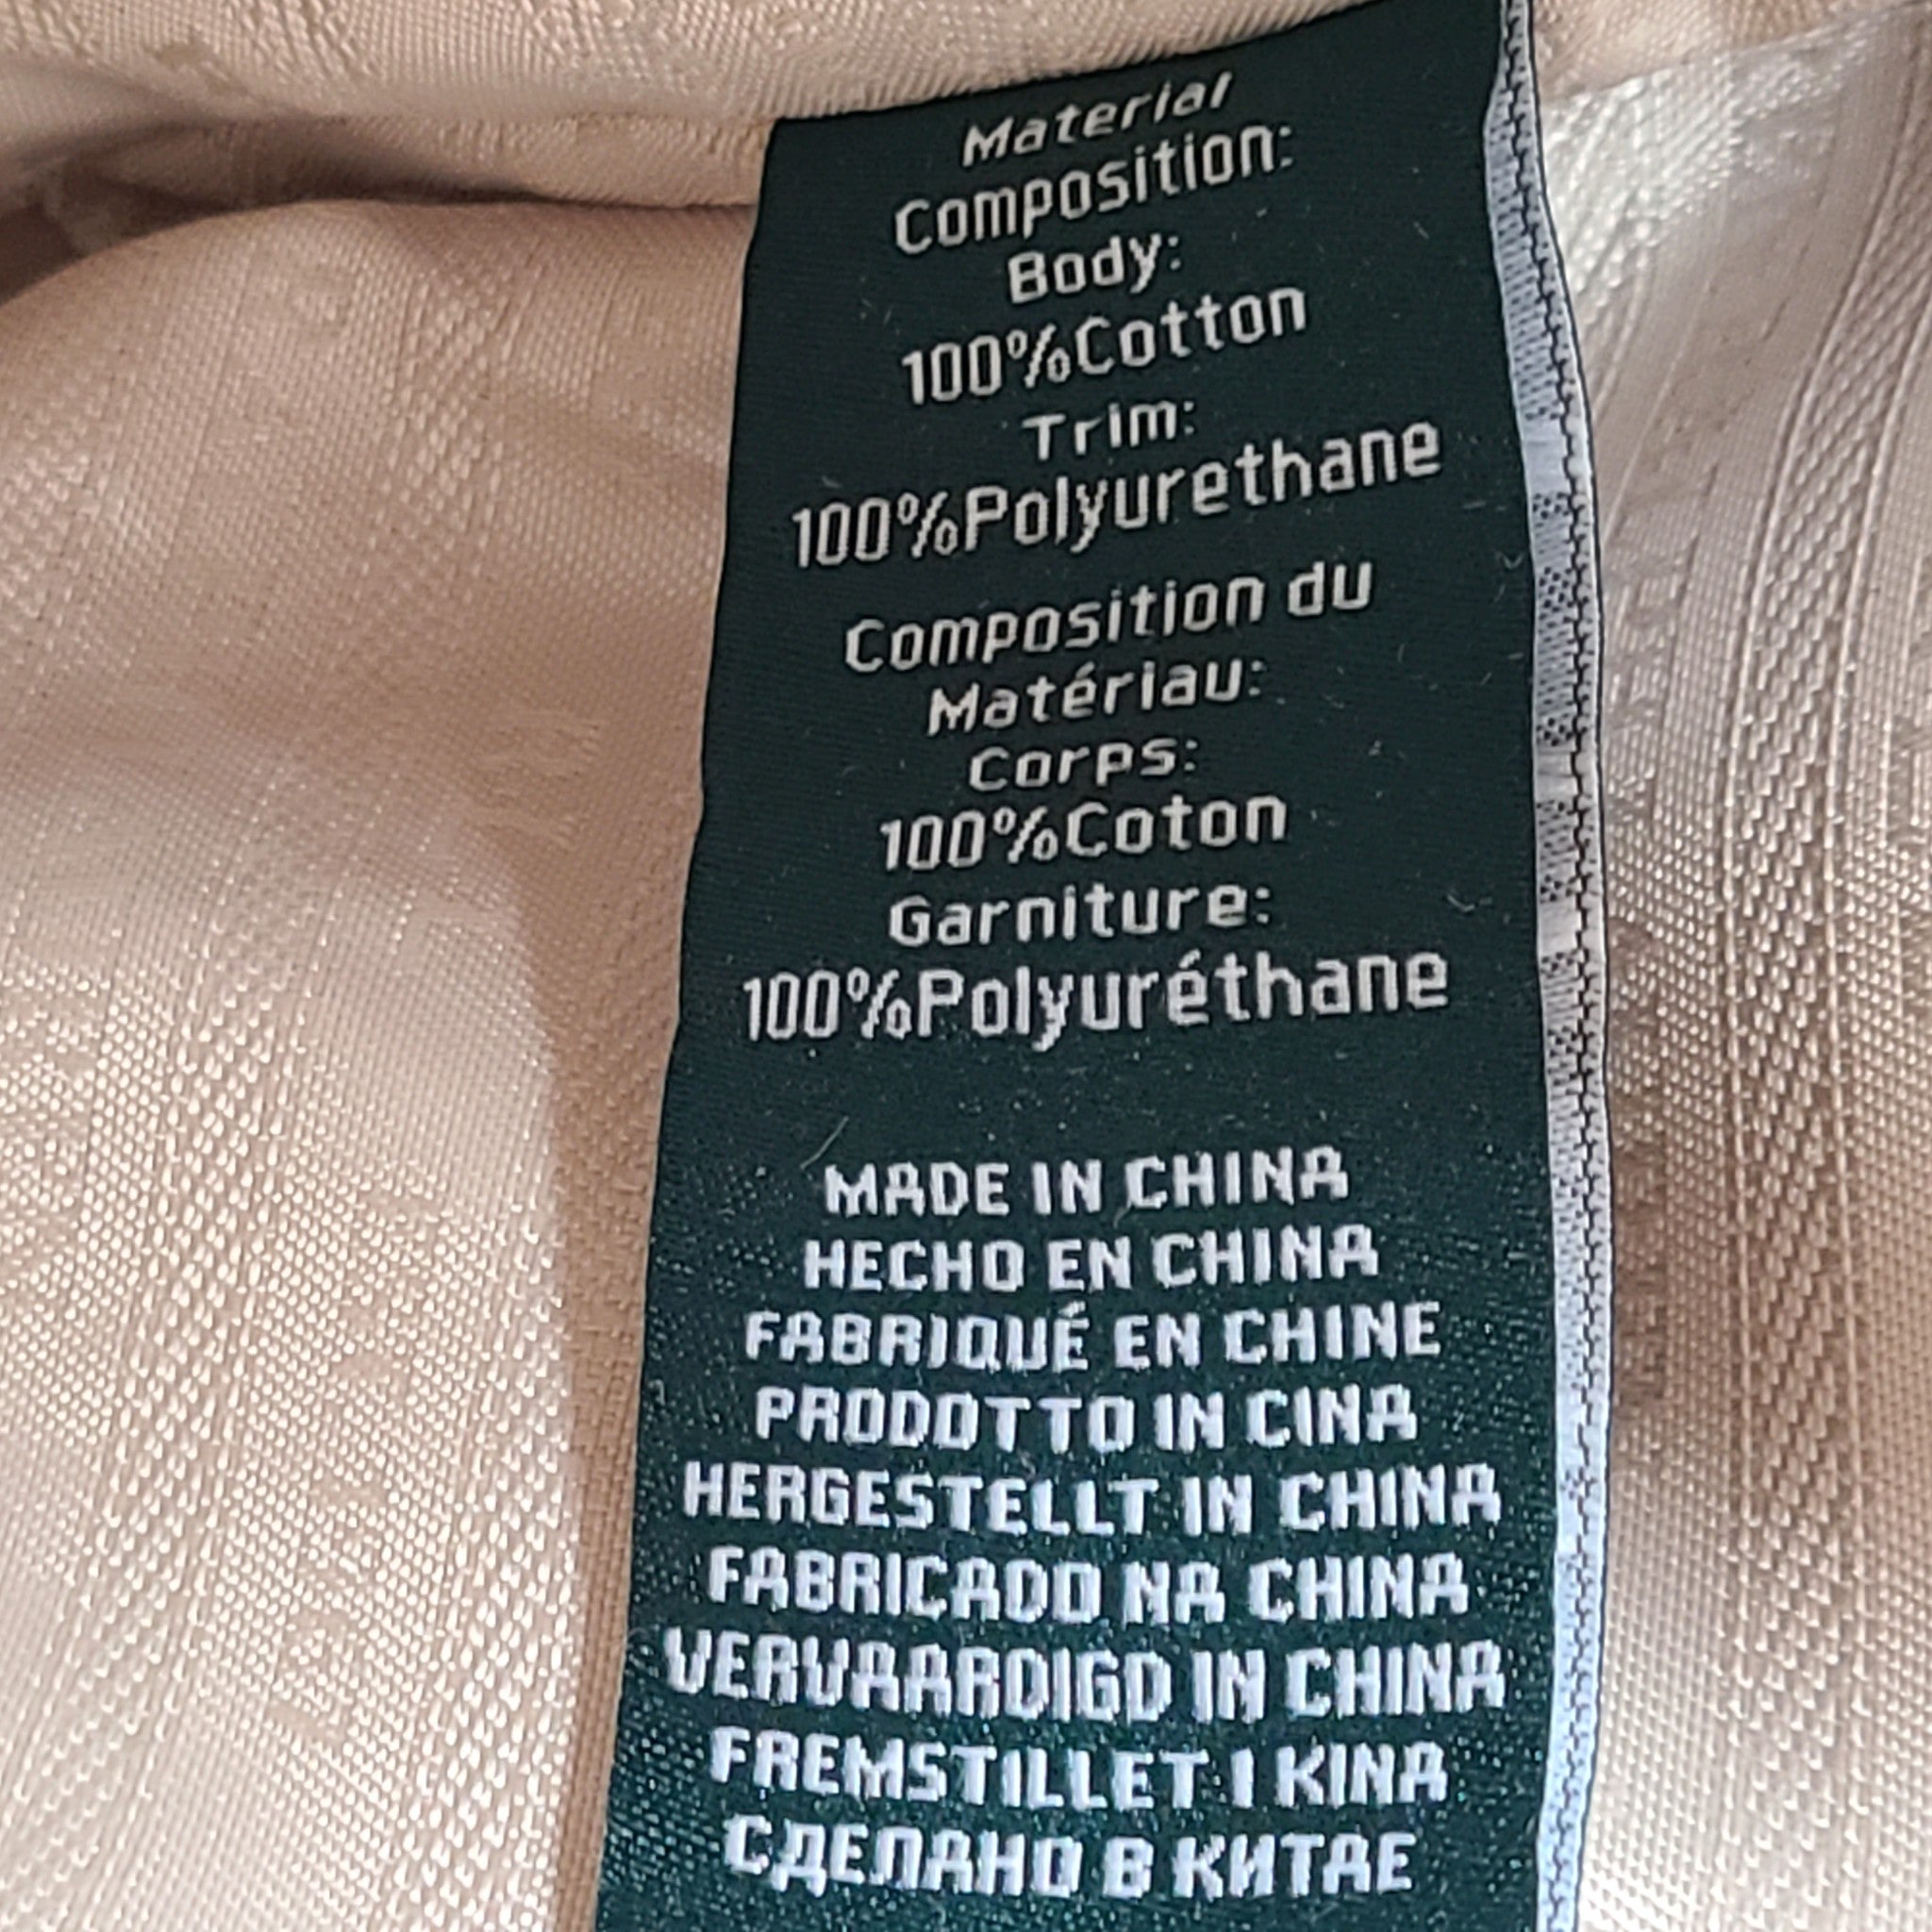 Material
Composition:
Body:
100%Cotton
Trim:
100%Polyurethane
Composition du
Matériau:
Corps:
100%Coton
Garniture:
100%Polyuréthane
MADE IN CHINA
HECHO EN CHINA
FABRIQUÉ EN CHINE
PRODOTTO IN CINA
HERGESTELLT IN CHINA
FABRICADO NA CHINA
VERVAARDIGD IN CHINA
FREMSTILLET I KINA
СДЕЛАНО В КИТАЕ